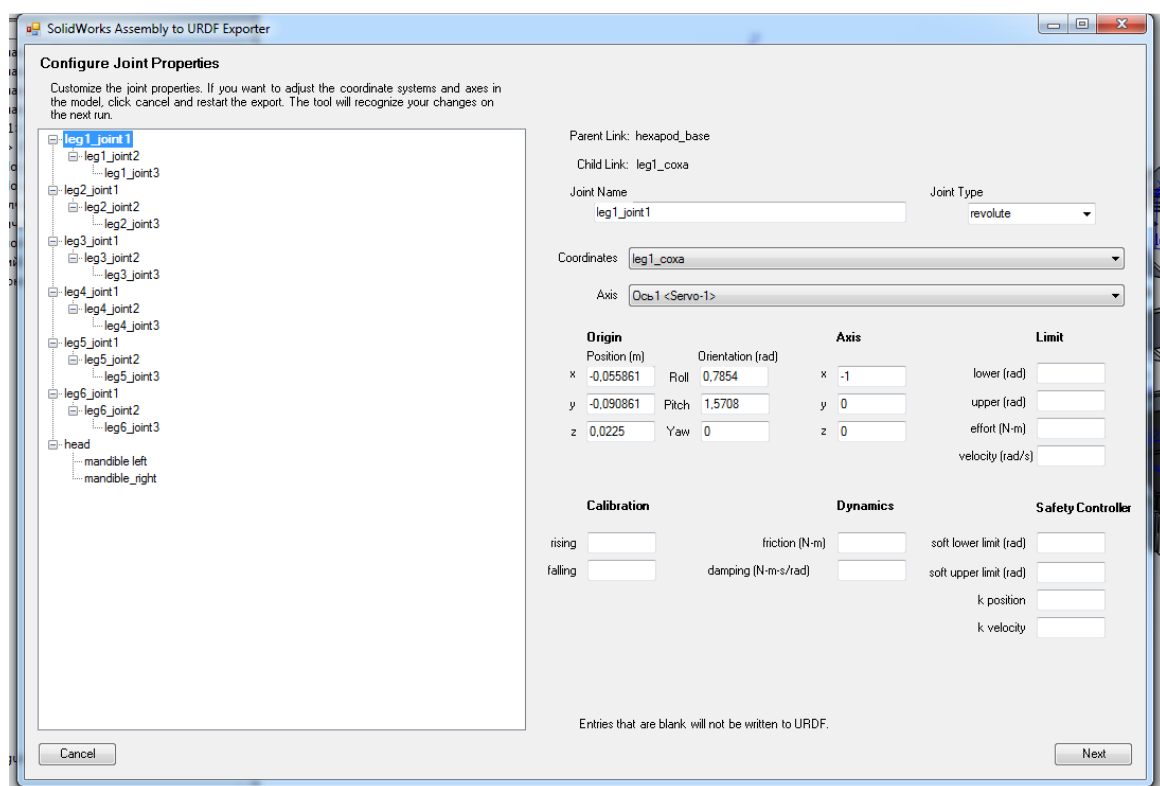 SolidWorks Assembly to URDF Exporter
Configure Joint Properties
Customize the joint properties. If you want to adjust the coordinate systems and axes in
the model, click cancel and restart the export. The tool will recognize your changes on
the next run.
leg1_joint1
leg1_joint2
leg1_joint3
leg2_joint1
leg2_joint2
leg2_joint3
leg3_joint1
leg3_joint2
leg3_joint3
leg4_joint1
leg4_joint2
leg4_joint3
leg5_joint1
leg5_joint2
leg5_joint3
leg6_joint1
leg6_joint2
leg6_joint3
head
mandible left
mandible_right
Parent Link: hexapod_base
Child Link: leg1_coxa
Joint Name Joint Type
leg1_joint1 revolute
Coordinates leg1_coxa
Axis Ось1 <Servo-1>
Origin Axis Limit
Position (m) Orientation (rad)
x -0,055861 Roll 0,7854 x -1 lower (rad)
y -0,090861 Pitch 1,5708 y 0 upper (rad)
z 0,0225 Yaw 0 z 0 effort (N-m)
velocity (rad/s)
Calibration Dynamics Safety Controller
rising friction (N-m) soft lower limit (rad)
falling damping (N-m-s/rad) soft upper limit (rad)
k position
k velocity
Entries that are blank will not be written to URDF.
Cancel Next